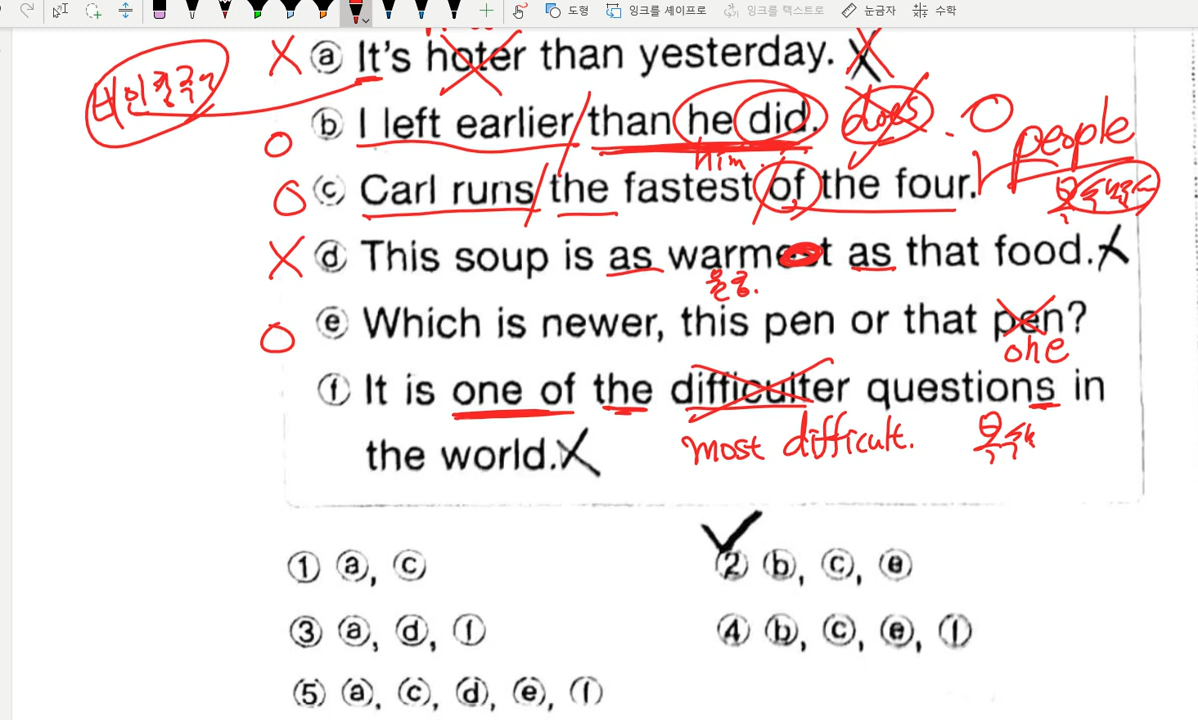 도형 잉크를 셰이프로 잉크를 텍스트로 눈금자 수학
X ⓐ It's hoter than yesterday. X
비인칭주어
○ ⓑ I left earlier than he did. does. ○
him
people
○ ⓒ Carl runs the fastest of the four.
X ⓓ This soup is as warmest as that food. X
원급.
○ ⓔ Which is newer, this pen or that pen?
one
ⓕ It is one of the difficulter questions in
most difficult. 복수
the world. X
① ⓐ, ⓒ
② ⓑ, ⓒ, ⓔ
③ ⓐ, ⓓ, ⓕ
④ ⓑ, ⓒ, ⓔ, ⓕ
⑤ ⓐ, ⓒ, ⓓ, ⓔ, ⓕ